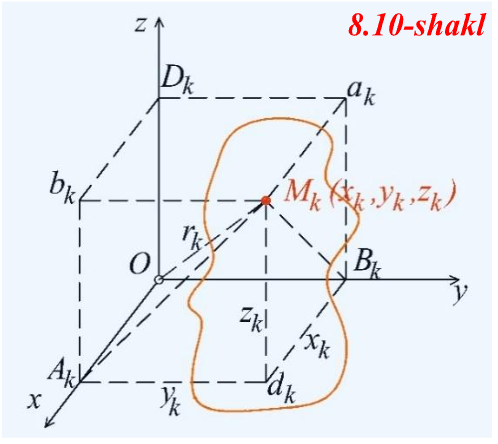 8.10-shakl
z
D_k
a_k
b_k
M_k (x_k, y_k, z_k)
r_k
O
B_k
y
z_k
x_k
A_k
d_k
x
y_k